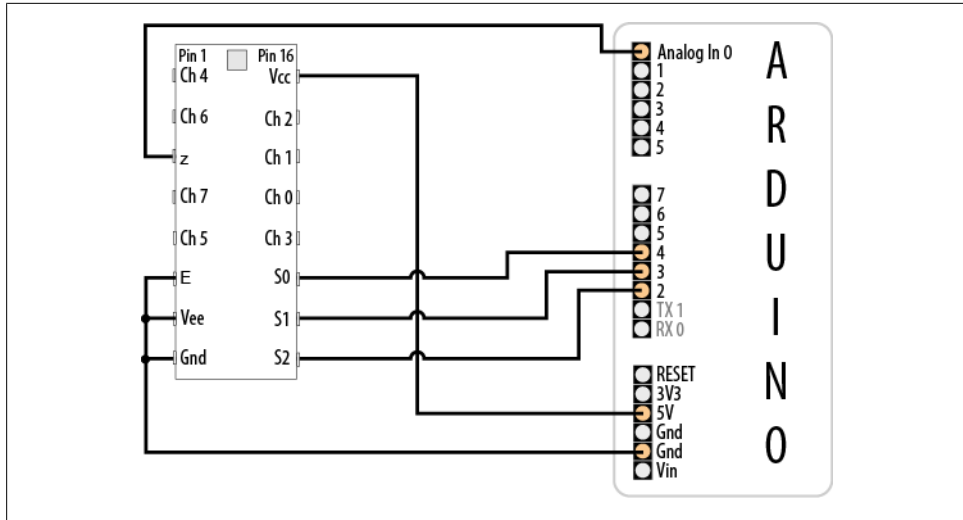 Pin 1 Pin 16
Ch 4 Vcc
Ch 6 Ch 2
z Ch 1
Ch 7 Ch 0
Ch 5 Ch 3
E S0
Vee S1
Gnd S2
Analog In 0
1
2
3
4
5
7
6
5
4
3
2
TX 1
RX 0
RESET
3V3
5V
Gnd
Gnd
Vin
ARDUINO